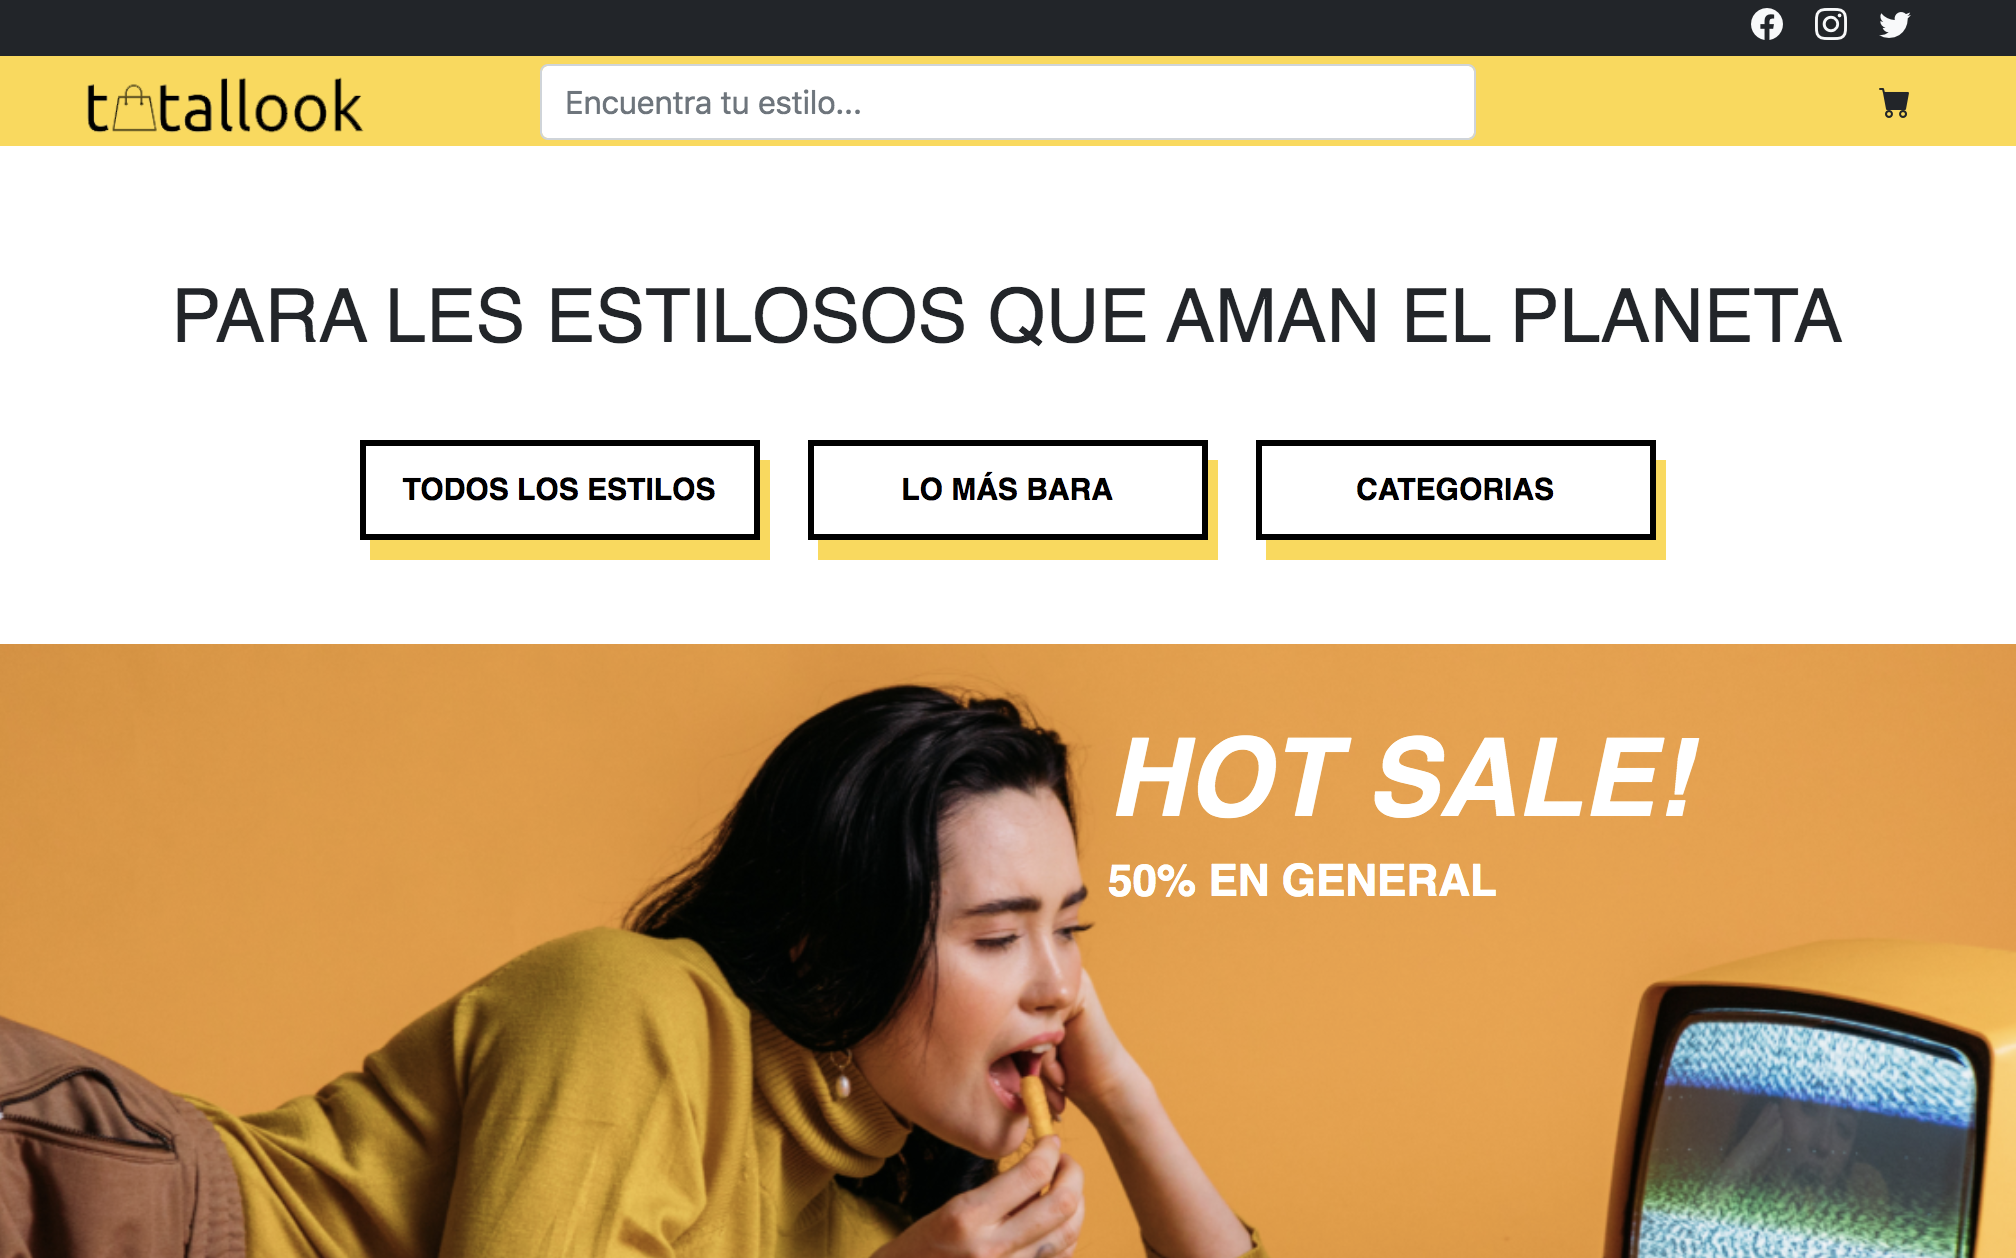 totallook
Encuentra tu estilo...
PARA LES ESTILOSOS QUE AMAN EL PLANETA
TODOS LOS ESTILOS
LO MÁS BARA
CATEGORIAS
HOT SALE!
50% EN GENERAL